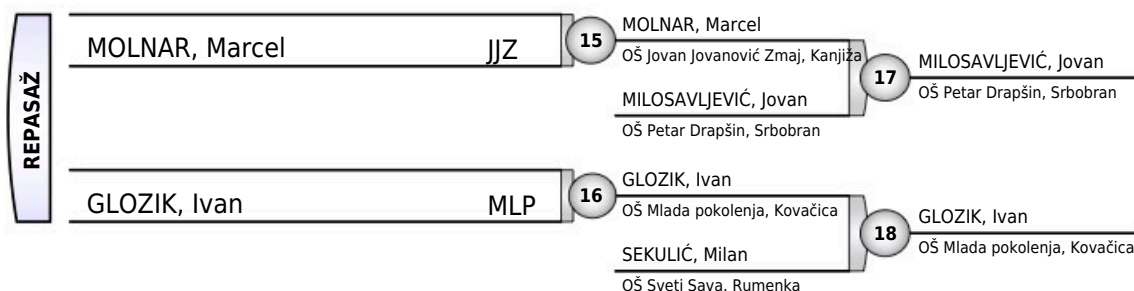 REPASAŽ
MOLNAR, Marcel JJZ
15
MOLNAR, Marcel
OŠ Jovan Jovanović Zmaj, Kanjiža
MILOSAVLJEVIĆ, Jovan
OŠ Petar Drapšin, Srbobran
17
MILOSAVLJEVIĆ, Jovan
OŠ Petar Drapšin, Srbobran
GLOZIK, Ivan MLP
16
GLOZIK, Ivan
OŠ Mlada pokolenja, Kovačica
SEKULIĆ, Milan
OŠ Sveti Sava, Rumenka
18
GLOZIK, Ivan
OŠ Mlada pokolenja, Kovačica